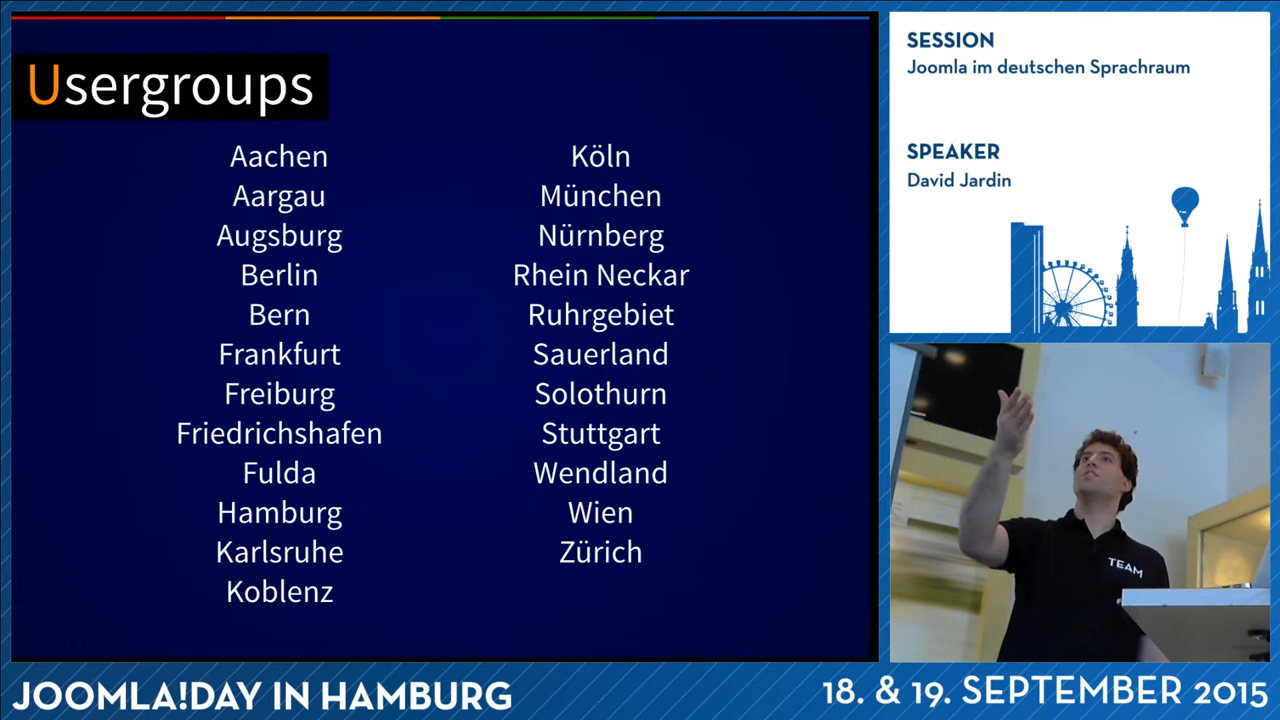 Usergroups
Aachen
Aargau
Augsburg
Berlin
Bern
Frankfurt
Freiburg
Friedrichshafen
Fulda
Hamburg
Karlsruhe
Koblenz
Köln
München
Nürnberg
Rhein Neckar
Ruhrgebiet
Sauerland
Solothurn
Stuttgart
Wendland
Wien
Zürich
SESSION
Joomla im deutschen Sprachraum
SPEAKER
David Jardin
TEAM
JOOMLA!DAY IN HAMBURG
18. & 19. SEPTEMBER 2015